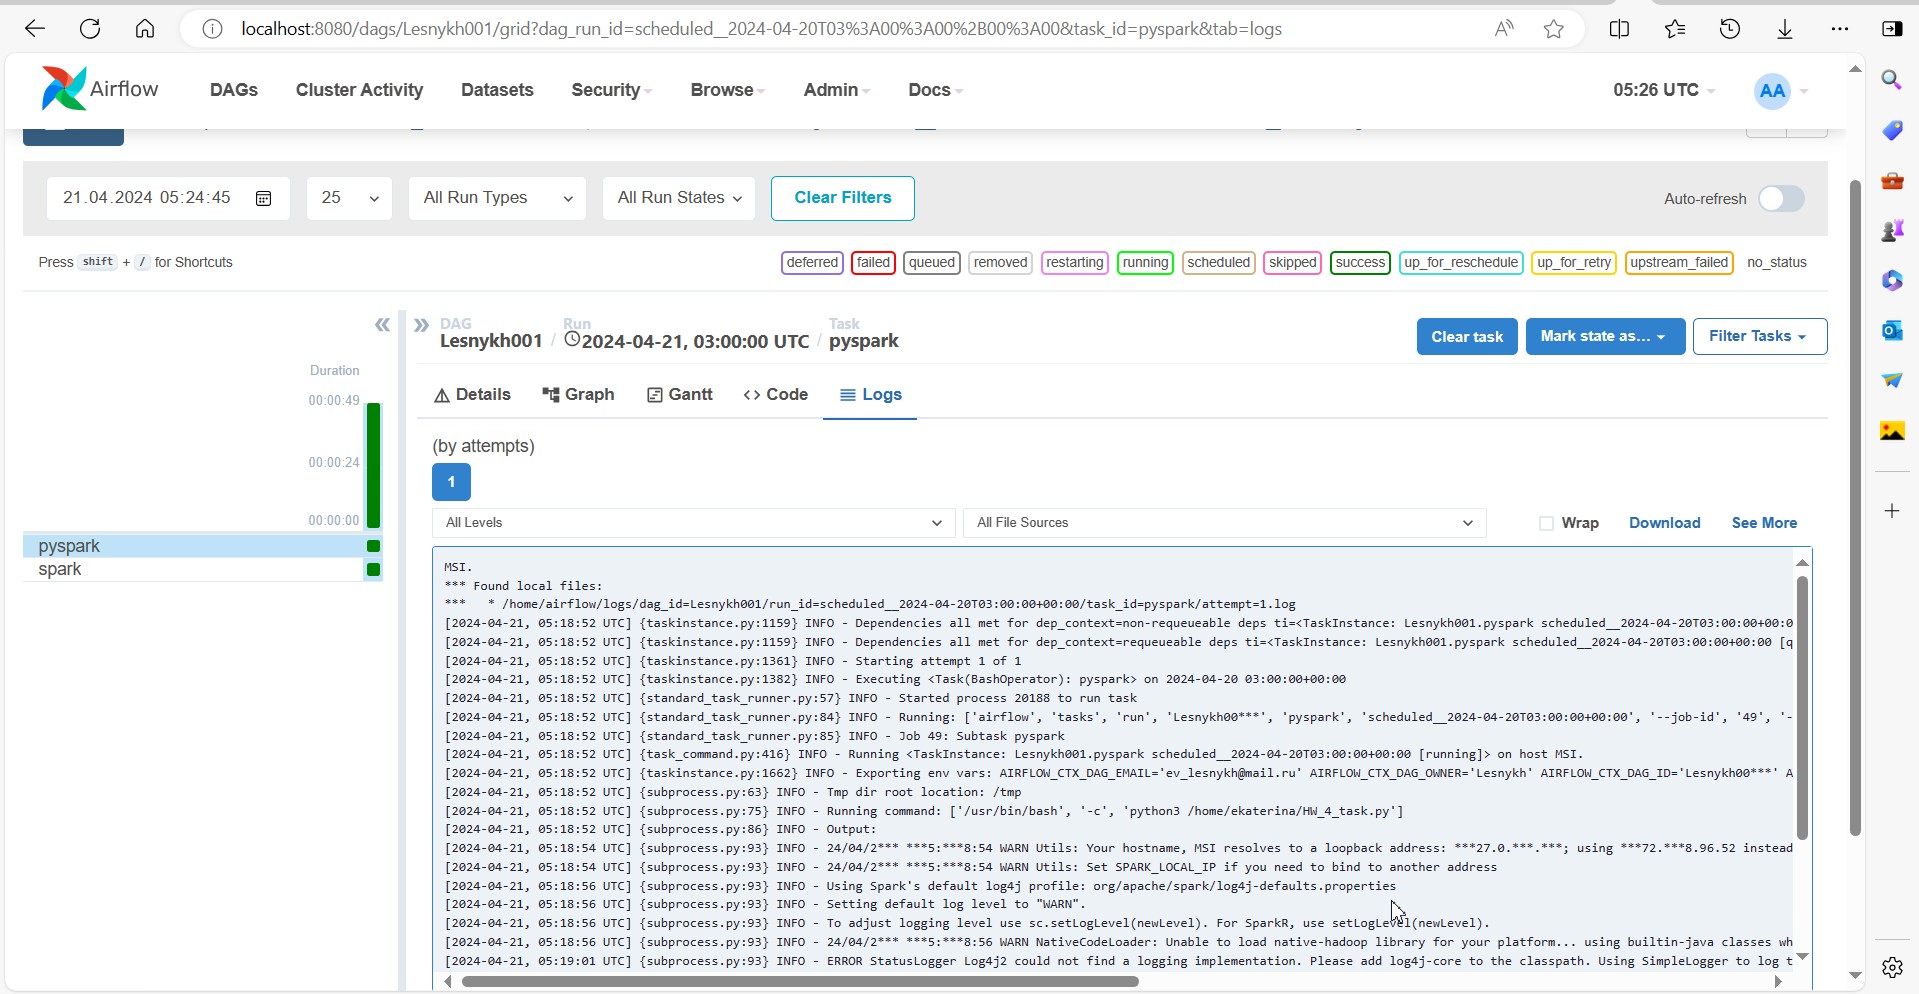 localhost:8080/dags/Lesnykh001/grid?dag_run_id=scheduled__2024-04-20T03%3A00%3A00%2B00%3A00&task_id=pyspark&tab=logs
Airflow DAGs Cluster Activity Datasets Security Browse Admin Docs 05:26 UTC AA
21.04.2024 05:24:45 25 All Run Types All Run States Clear Filters Auto-refresh
Press shift + / for Shortcuts deferred failed queued removed restarting running scheduled skipped success up_for_reschedule up_for_retry upstream_failed no_status
DAG Run Task
Lesnykh001 / 2024-04-21, 03:00:00 UTC / pyspark Clear task Mark state as... Filter Tasks
Duration
00:00:49
00:00:24
00:00:00
pyspark
spark
Details Graph Gantt Code Logs
(by attempts)
1
All Levels All File Sources Wrap Download See More
MSI.
*** Found local files:
***   * /home/airflow/logs/dag_id=Lesnykh001/run_id=scheduled__2024-04-20T03:00:00+00:00/task_id=pyspark/attempt=1.log
[2024-04-21, 05:18:52 UTC] {taskinstance.py:1159} INFO - Dependencies all met for dep_context=non-requeueable deps ti=<TaskInstance: Lesnykh001.pyspark scheduled__2024-04-20T03:00:00+00:0
[2024-04-21, 05:18:52 UTC] {taskinstance.py:1159} INFO - Dependencies all met for dep_context=requeueable deps ti=<TaskInstance: Lesnykh001.pyspark scheduled__2024-04-20T03:00:00+00:00 [q
[2024-04-21, 05:18:52 UTC] {taskinstance.py:1361} INFO - Starting attempt 1 of 1
[2024-04-21, 05:18:52 UTC] {taskinstance.py:1382} INFO - Executing <Task(BashOperator): pyspark> on 2024-04-20 03:00:00+00:00
[2024-04-21, 05:18:52 UTC] {standard_task_runner.py:57} INFO - Started process 20188 to run task
[2024-04-21, 05:18:52 UTC] {standard_task_runner.py:84} INFO - Running: ['airflow', 'tasks', 'run', 'Lesnykh00***', 'pyspark', 'scheduled__2024-04-20T03:00:00+00:00', '--job-id', '49', '-
[2024-04-21, 05:18:52 UTC] {standard_task_runner.py:85} INFO - Job 49: Subtask pyspark
[2024-04-21, 05:18:52 UTC] {task_command.py:416} INFO - Running <TaskInstance: Lesnykh001.pyspark scheduled__2024-04-20T03:00:00+00:00 [running]> on host MSI.
[2024-04-21, 05:18:52 UTC] {taskinstance.py:1662} INFO - Exporting env vars: AIRFLOW_CTX_DAG_EMAIL='ev_lesnykh@mail.ru' AIRFLOW_CTX_DAG_OWNER='Lesnykh' AIRFLOW_CTX_DAG_ID='Lesnykh00***' A
[2024-04-21, 05:18:52 UTC] {subprocess.py:63} INFO - Tmp dir root location: /tmp
[2024-04-21, 05:18:52 UTC] {subprocess.py:75} INFO - Running command: ['/usr/bin/bash', '-c', 'python3 /home/ekaterina/HW_4_task.py']
[2024-04-21, 05:18:52 UTC] {subprocess.py:86} INFO - Output:
[2024-04-21, 05:18:54 UTC] {subprocess.py:93} INFO - 24/04/2*** ***5:***8:54 WARN Utils: Your hostname, MSI resolves to a loopback address: ***27.0.***.***; using ***72.***8.96.52 instead
[2024-04-21, 05:18:54 UTC] {subprocess.py:93} INFO - 24/04/2*** ***5:***8:54 WARN Utils: Set SPARK_LOCAL_IP if you need to bind to another address
[2024-04-21, 05:18:56 UTC] {subprocess.py:93} INFO - Using Spark's default log4j profile: org/apache/spark/log4j-defaults.properties
[2024-04-21, 05:18:56 UTC] {subprocess.py:93} INFO - Setting default log level to "WARN".
[2024-04-21, 05:18:56 UTC] {subprocess.py:93} INFO - To adjust logging level use sc.setLogLevel(newLevel). For SparkR, use setLogLevel(newLevel).
[2024-04-21, 05:18:56 UTC] {subprocess.py:93} INFO - 24/04/2*** ***5:***8:56 WARN NativeCodeLoader: Unable to load native-hadoop library for your platform... using builtin-java classes wh
[2024-04-21, 05:19:01 UTC] {subprocess.py:93} INFO - ERROR StatusLogger Log4j2 could not find a logging implementation. Please add log4j-core to the classpath. Using SimpleLogger to log t